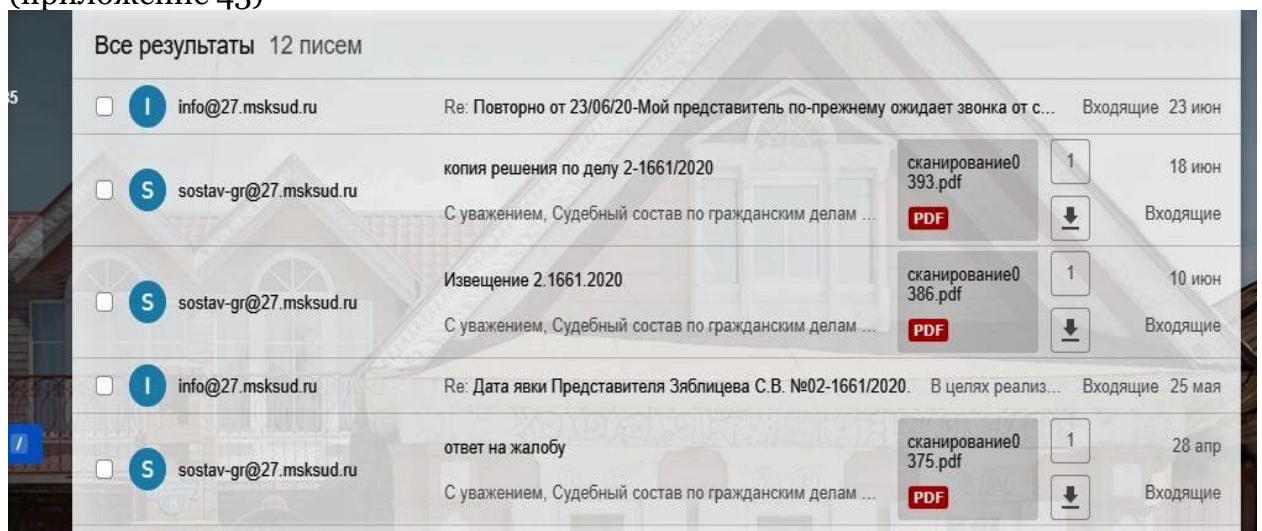 (приложение 43)
Все результаты 12 писем
I info@27.msksud.ru Re: Повторно от 23/06/20-Мой представитель по-прежнему ожидает звонка от с... Входящие 23 июн
S sostav-gr@27.msksud.ru
копия решения по делу 2-1661/2020
С уважением, Судебный состав по гражданским делам ...
сканирование0
393.pdf
PDF
1
18 июн
Входящие
S sostav-gr@27.msksud.ru
Извещение 2.1661.2020
С уважением, Судебный состав по гражданским делам ...
сканирование0
386.pdf
PDF
1
10 июн
Входящие
I info@27.msksud.ru Re: Дата явки Представителя Зяблицева С.В. №02-1661/2020. В целях реализ... Входящие 25 мая
S sostav-gr@27.msksud.ru
ответ на жалобу
С уважением, Судебный состав по гражданским делам ...
сканирование0
375.pdf
PDF
1
28 апр
Входящие
/